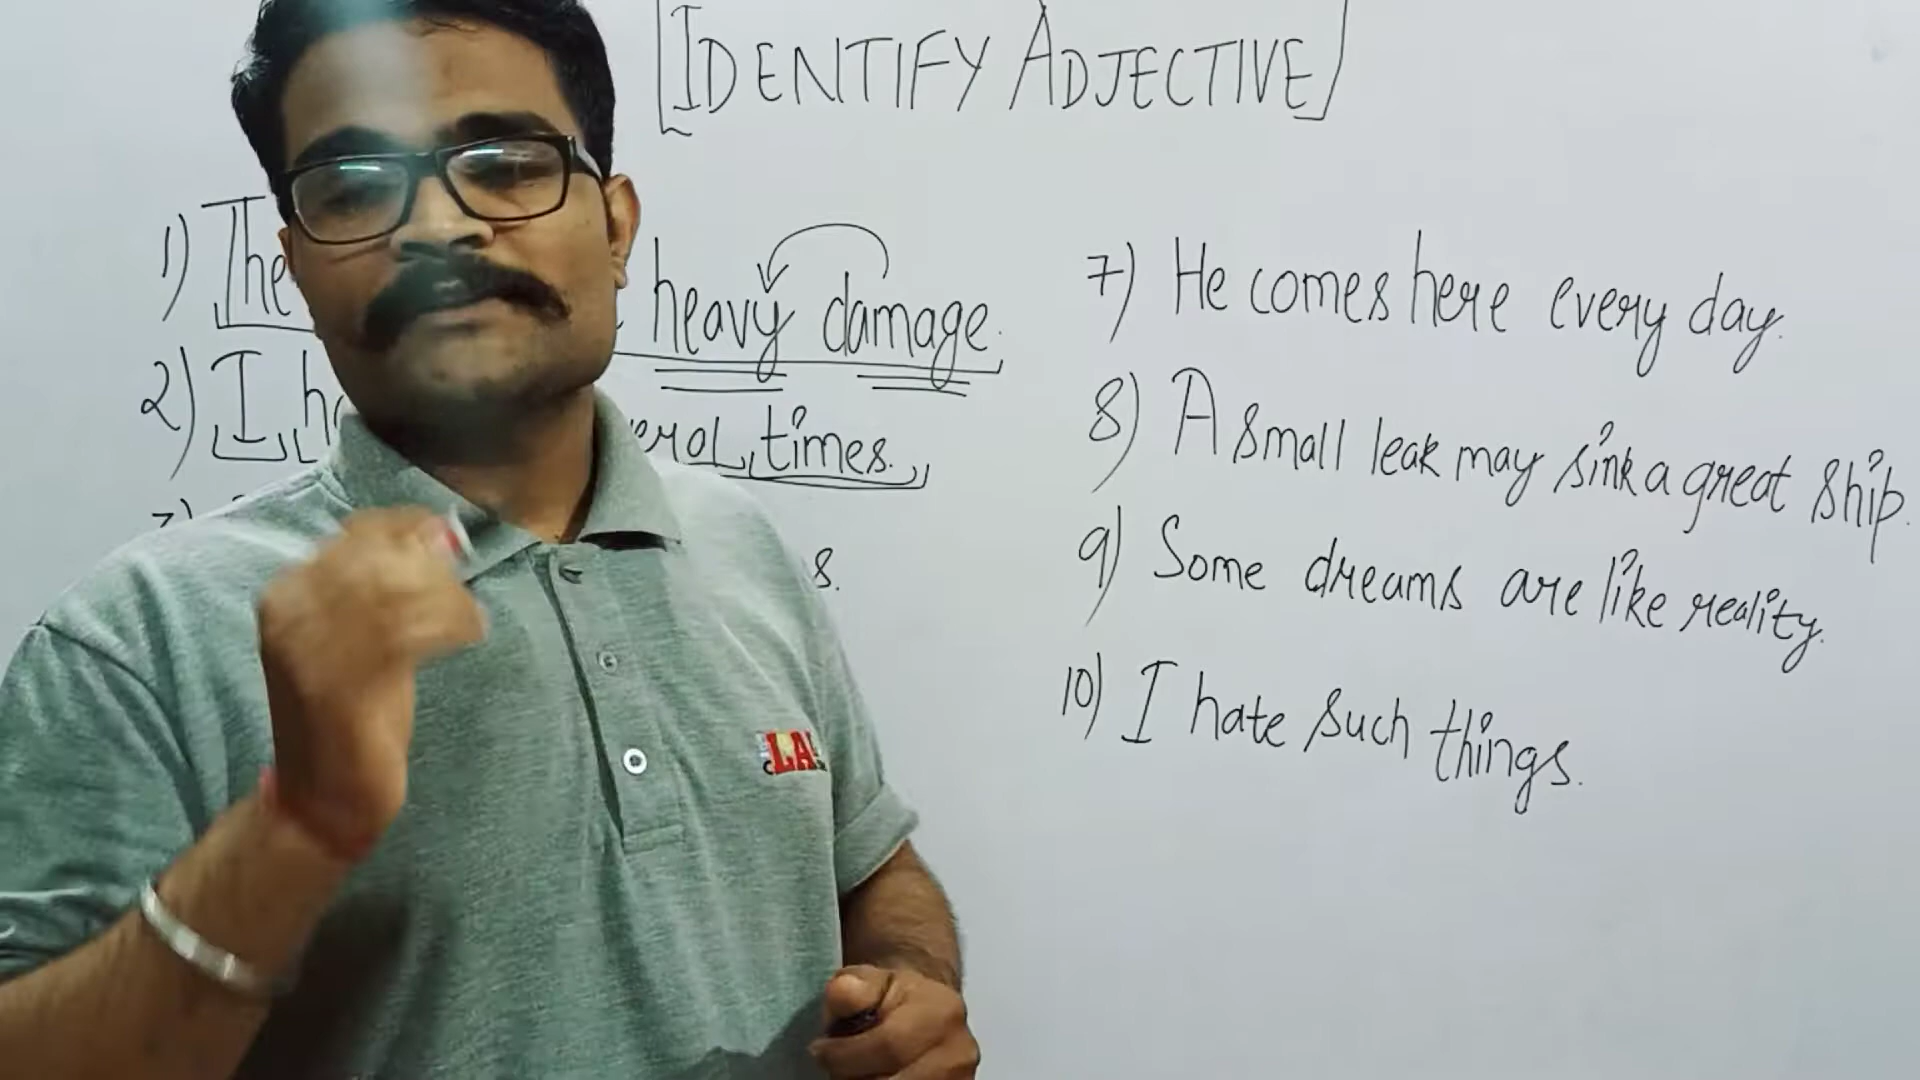 [IDENTIFY ADJECTIVE]
1) The heavy damage.
2) I times.
7) He comes here every day.
8) A small leak may sink a great ship.
9) Some dreams are like reality.
10) I hate such things.
LA